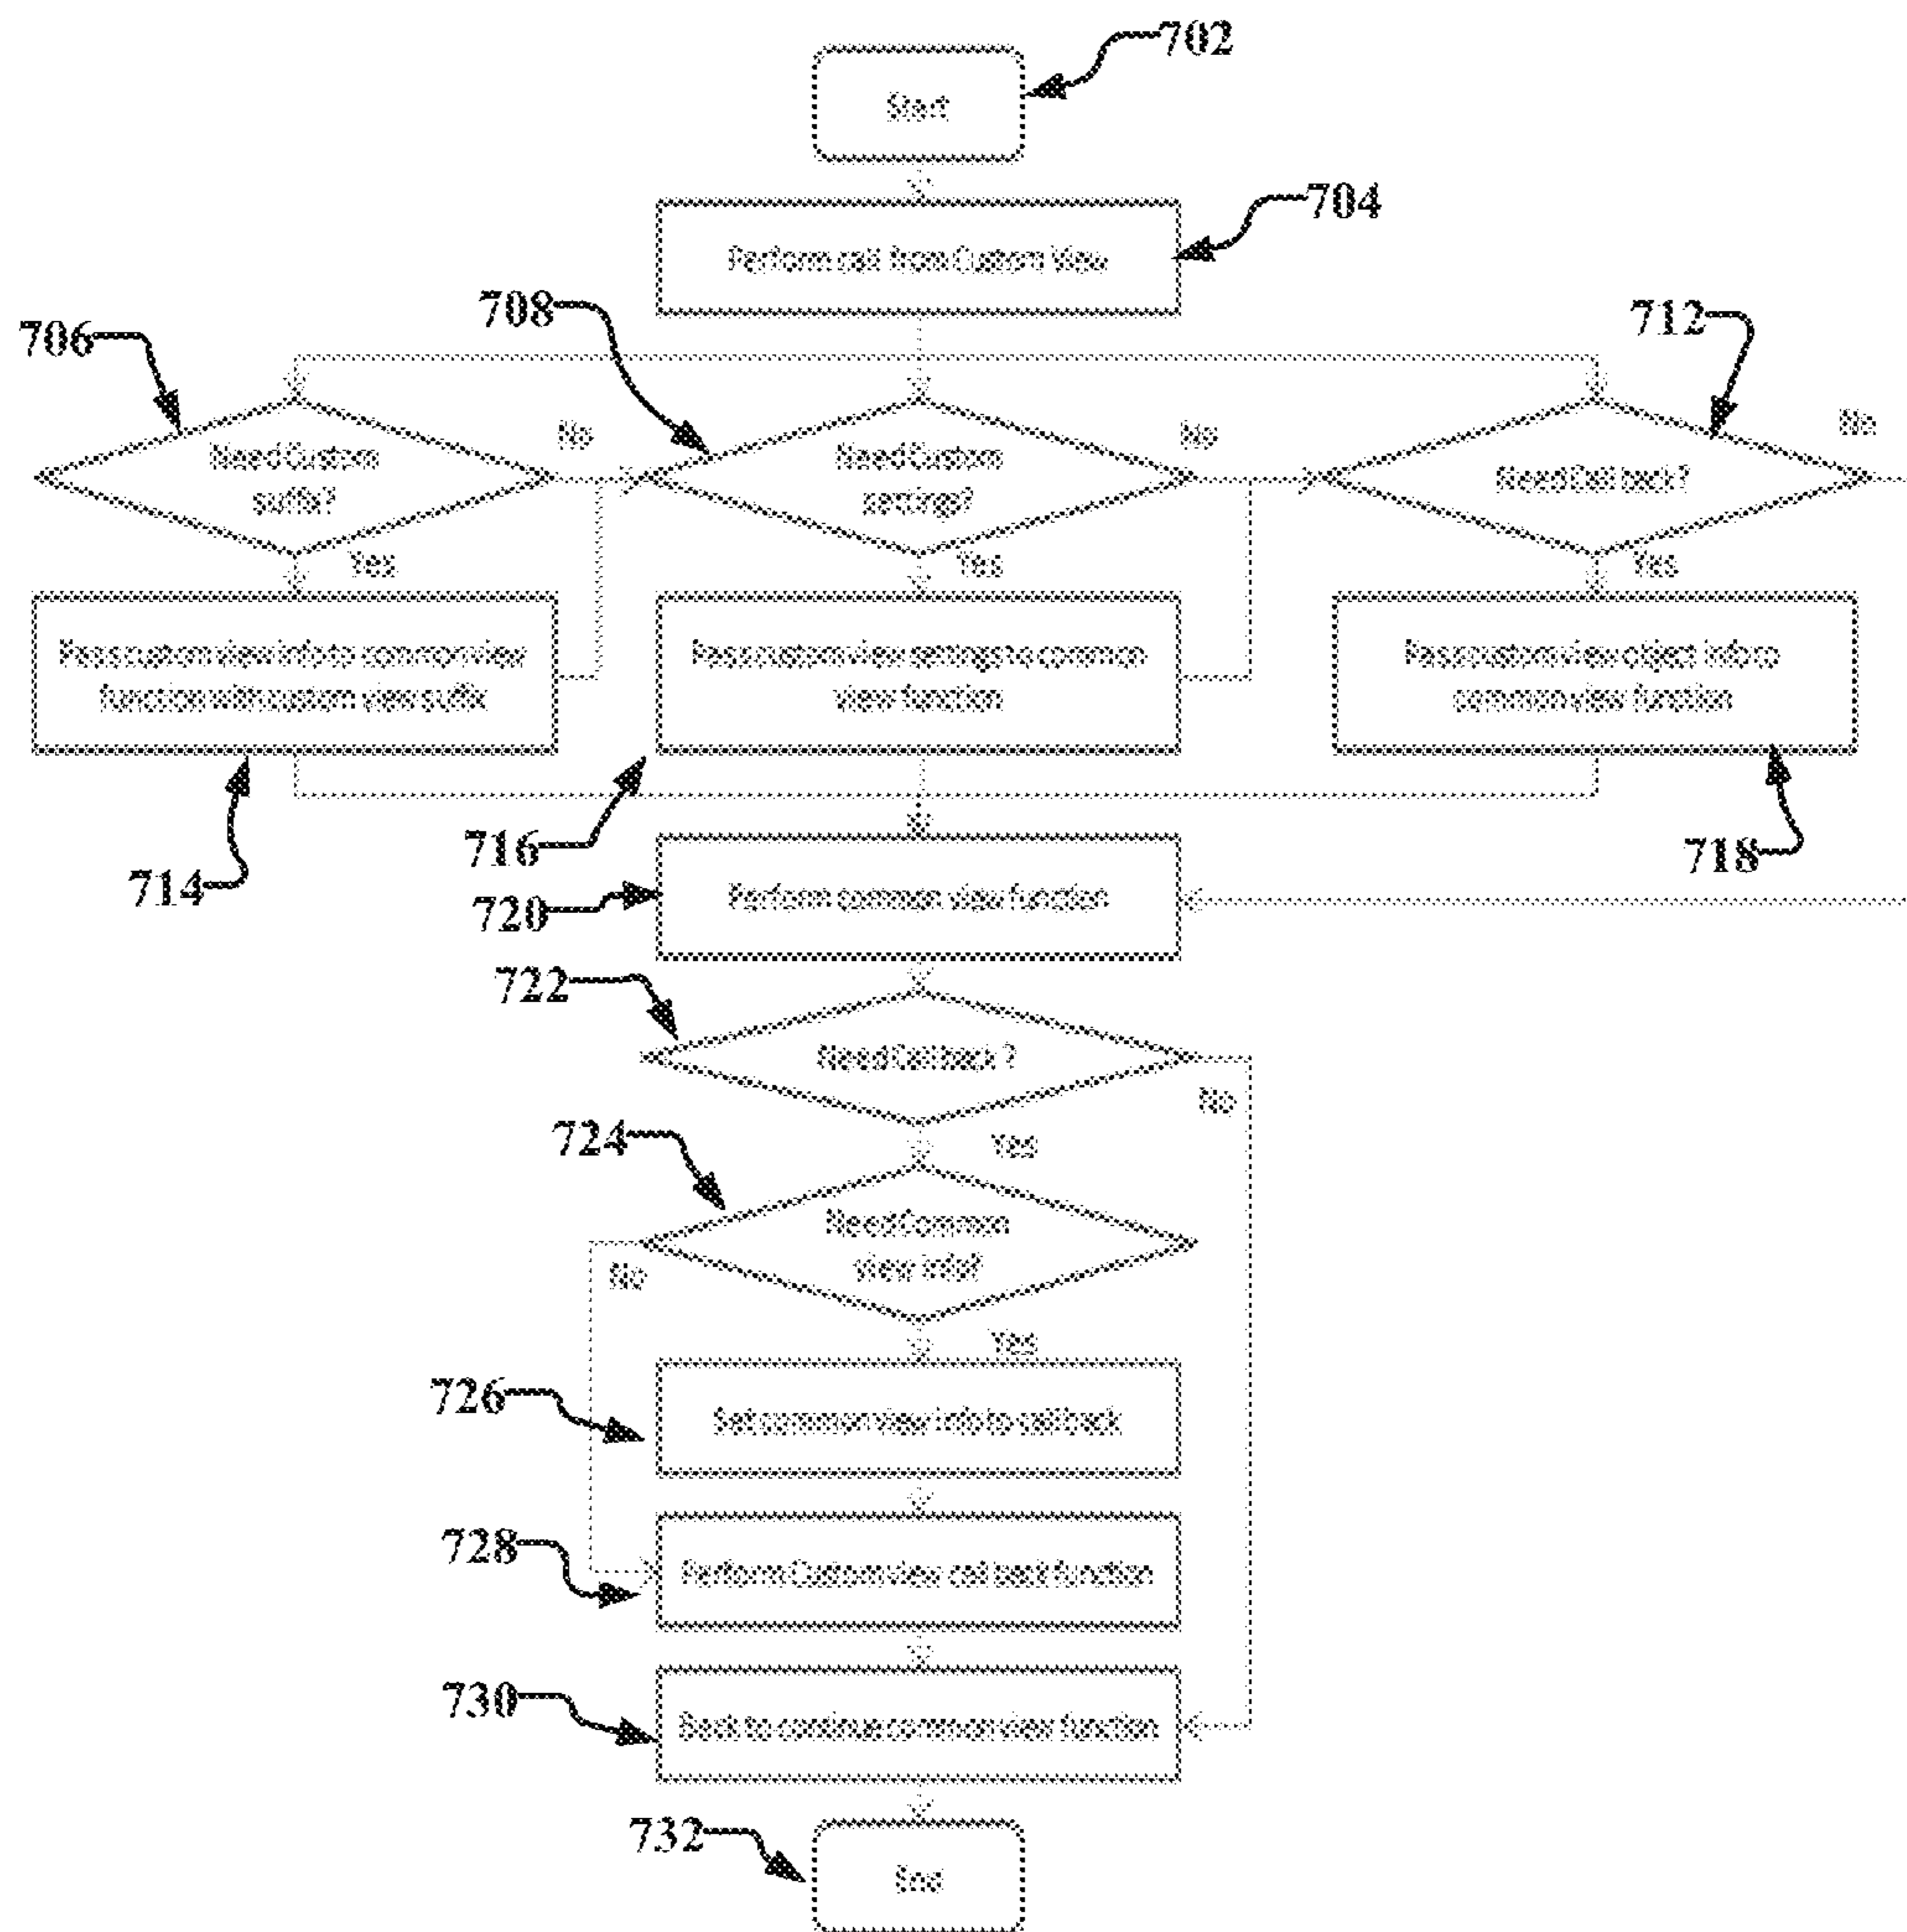 702
Start
704
Perform call from Custom View
708
712
706
Need Custom
suffix?
No
Need Custom
settings?
No
Need Call back?
No
Yes
Yes
Yes
Pass custom view info to common view
function with custom view suffix
Pass custom view settings to common
view function
Pass custom view object info to
common view function
714
716
718
720
Perform common view function
722
Need Call back ?
No
724
Yes
Need Common
view info?
No
Yes
726
Set common view info to call back
728
Perform Custom view call back function
730
Back to continue common view function
732
End